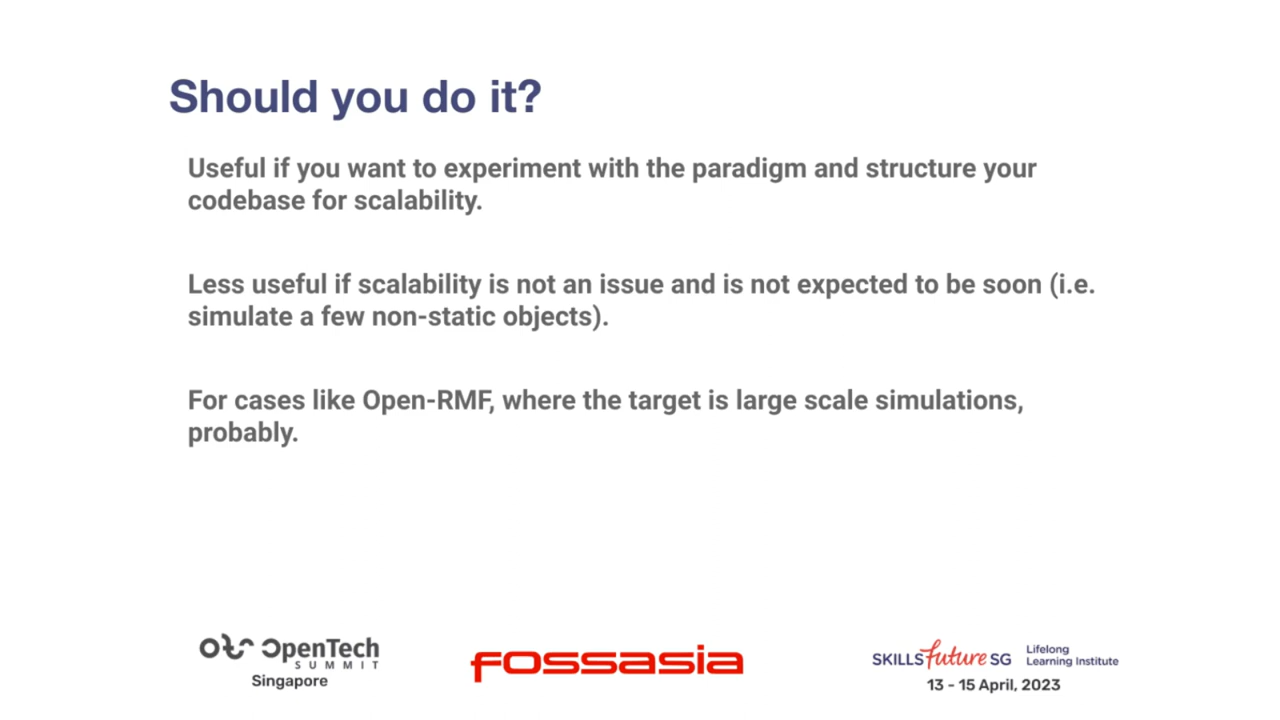 Should you do it?
Useful if you want to experiment with the paradigm and structure your
codebase for scalability.
Less useful if scalability is not an issue and is not expected to be soon (i.e.
simulate a few non-static objects).
For cases like Open-RMF, where the target is large scale simulations,
probably.
OpenTech
SUMMIT
Singapore
fossasia
SKILLSfuture SG
Lifelong
Learning Institute
13 - 15 April, 2023